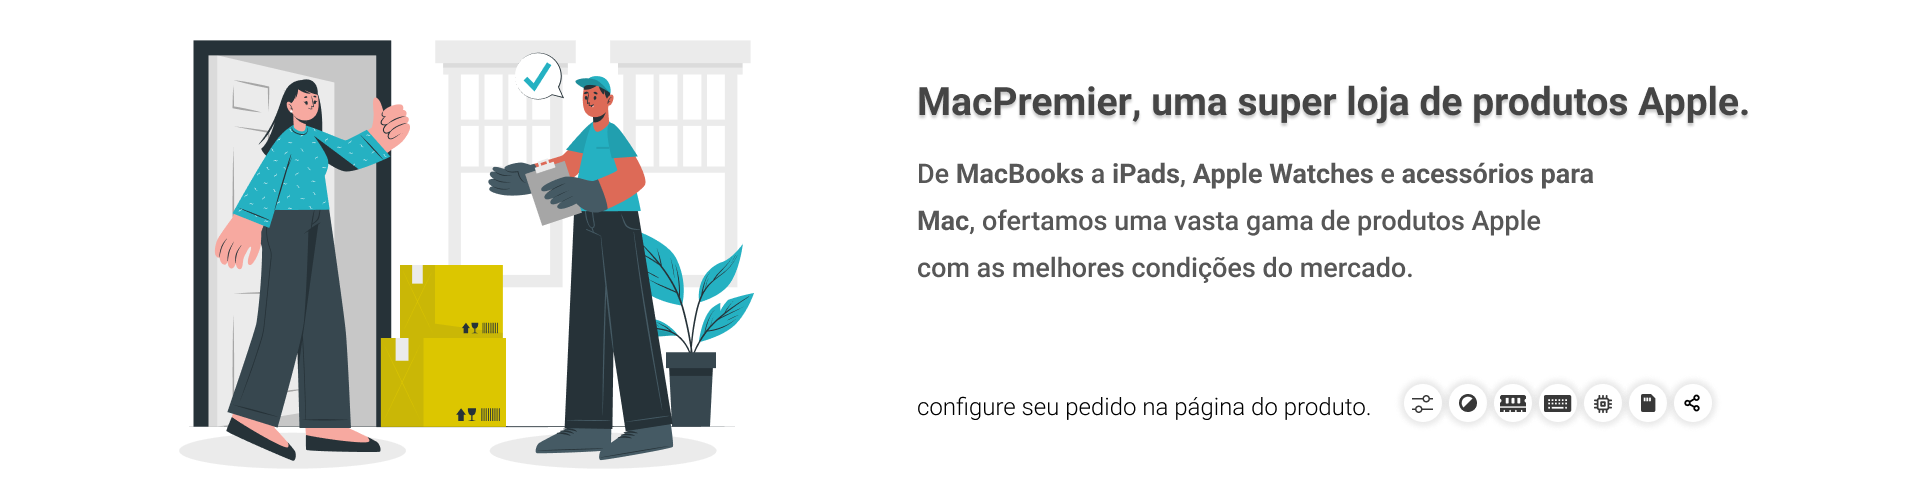 MacPremier, uma super loja de produtos Apple.
De MacBooks a iPads, Apple Watches e acessórios para
Mac, ofertamos uma vasta gama de produtos Apple
com as melhores condições do mercado.
configure seu pedido na página do produto.